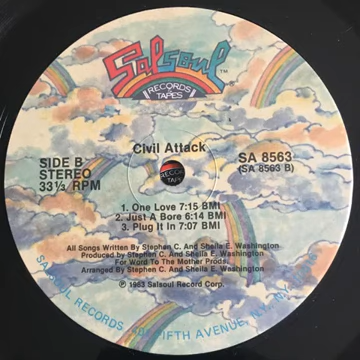 Salsoul
TM
RECORDS
TAPES
Civil Attack
SIDE B
STEREO
33⅓ RPM
SA 8563
(SA 8563 B)
1. One Love 7:15 BMI
2. Just A Bore 6:14 BMI
3. Plug It In 7:07 BMI
All Songs Written By Stephen C. And Sheila E. Washington
Produced by Stephen C. And Sheila E. Washington
For Word To The Mother Prods.
Arranged By Stephen C. And Sheila E. Washington
℗ 1983 Salsoul Record Corp.
SALSOUL RECORDS FIFTH AVENUE, N.Y. N.Y.